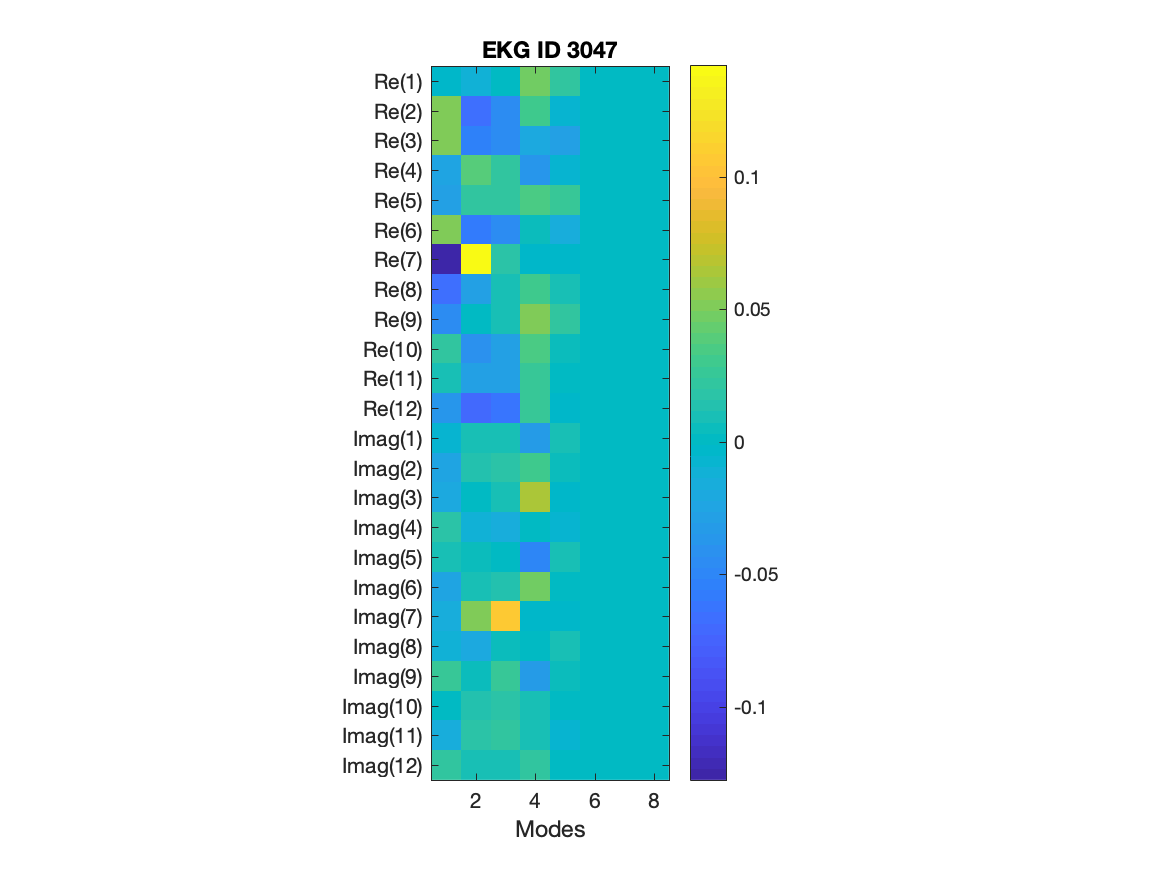 EKG ID 3047
Re(1)
Re(2)
Re(3)
Re(4)
Re(5)
Re(6)
Re(7)
Re(8)
Re(9)
Re(10)
Re(11)
Re(12)
Imag(1)
Imag(2)
Imag(3)
Imag(4)
Imag(5)
Imag(6)
Imag(7)
Imag(8)
Imag(9)
Imag(10)
Imag(11)
Imag(12)
2 4 6 8
Modes
0.1
0.05
0
-0.05
-0.1